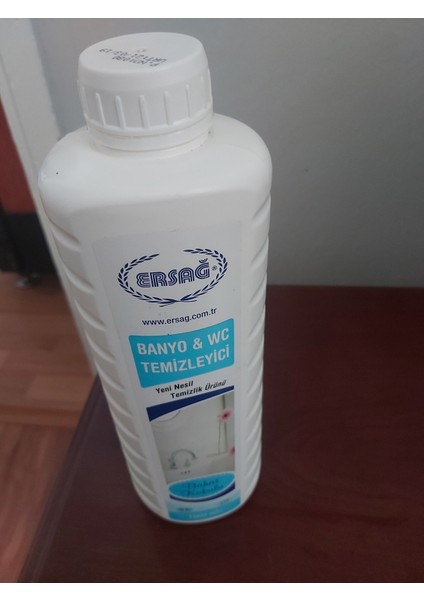 ERSAĞ
www.ersag.com.tr
BANYO & WC
TEMİZLEYİCİ
Yeni Nesil
Temizlik Ürünü